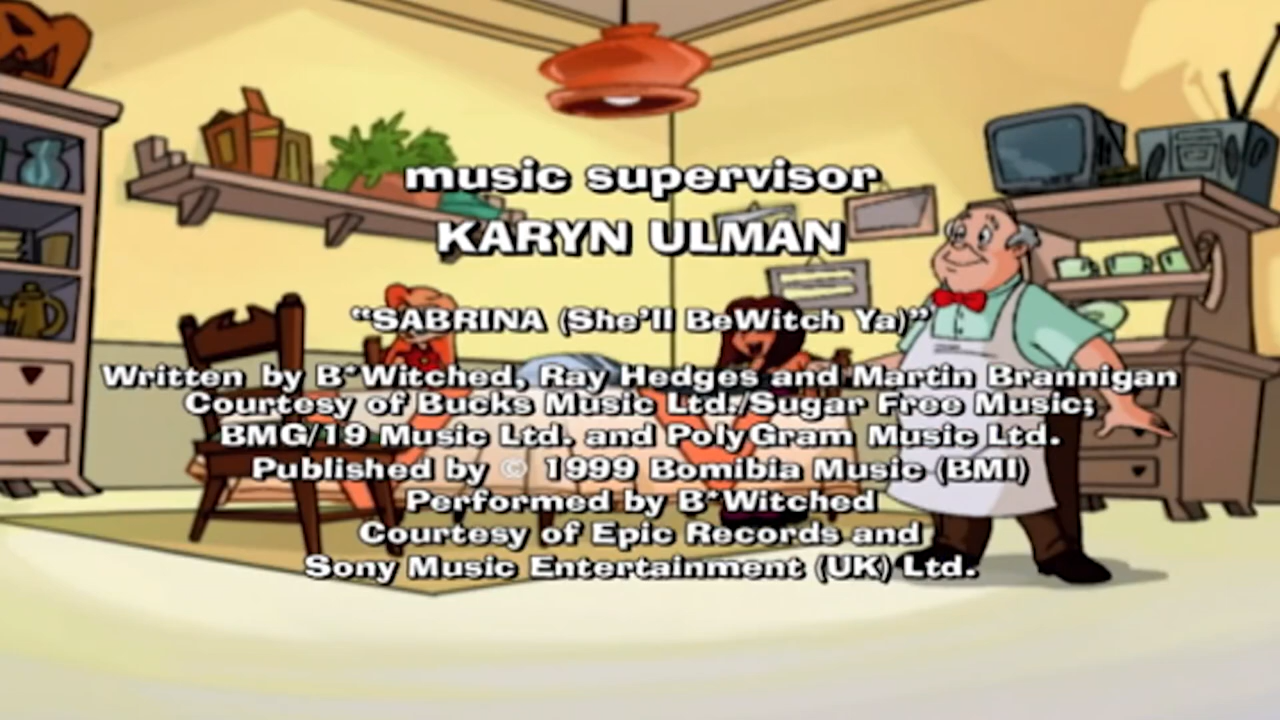 music supervisor
KARYN ULMAN
“SABRINA (She’ll BeWitch Ya)”
Written by B*Witched, Ray Hedges and Martin Brannigan
Courtesy of Bucks Music Ltd./Sugar Free Music;
BMG/19 Music Ltd. and PolyGram Music Ltd.
Published by © 1999 Bomibia Music (BMI)
Performed by B*Witched
Courtesy of Epic Records and
Sony Music Entertainment (UK) Ltd.